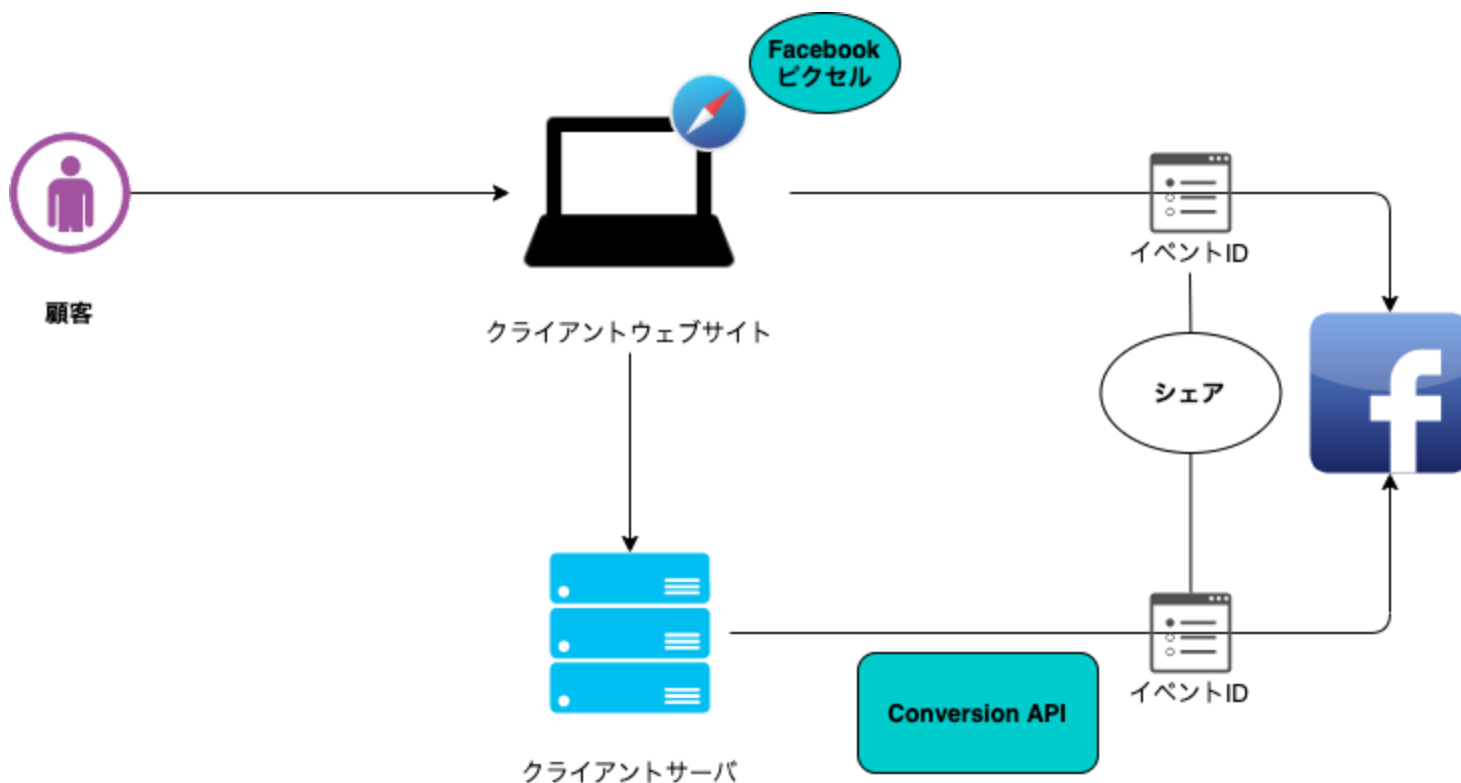 Facebook
ピクセル
イベントID
顧客
クライアントウェブサイト
シェア
イベントID
Conversion API
クライアントサーバ